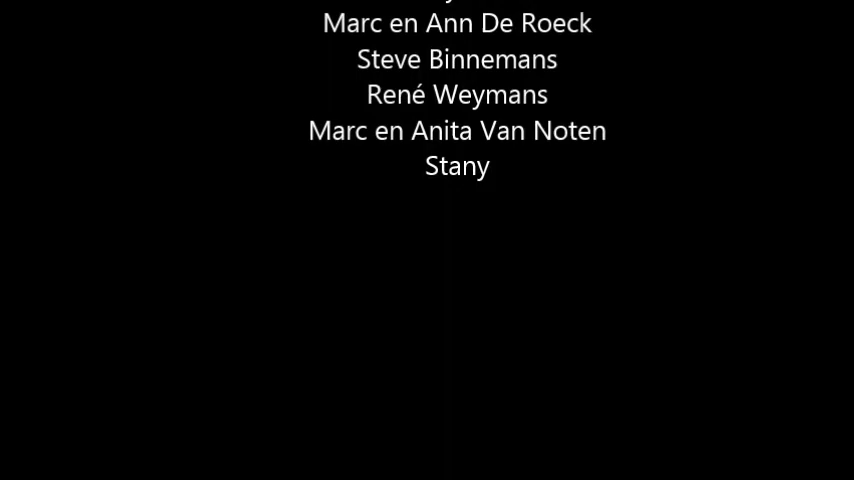 Marc en Ann De Roeck
Steve Binnemans
René Weymans
Marc en Anita Van Noten
Stany